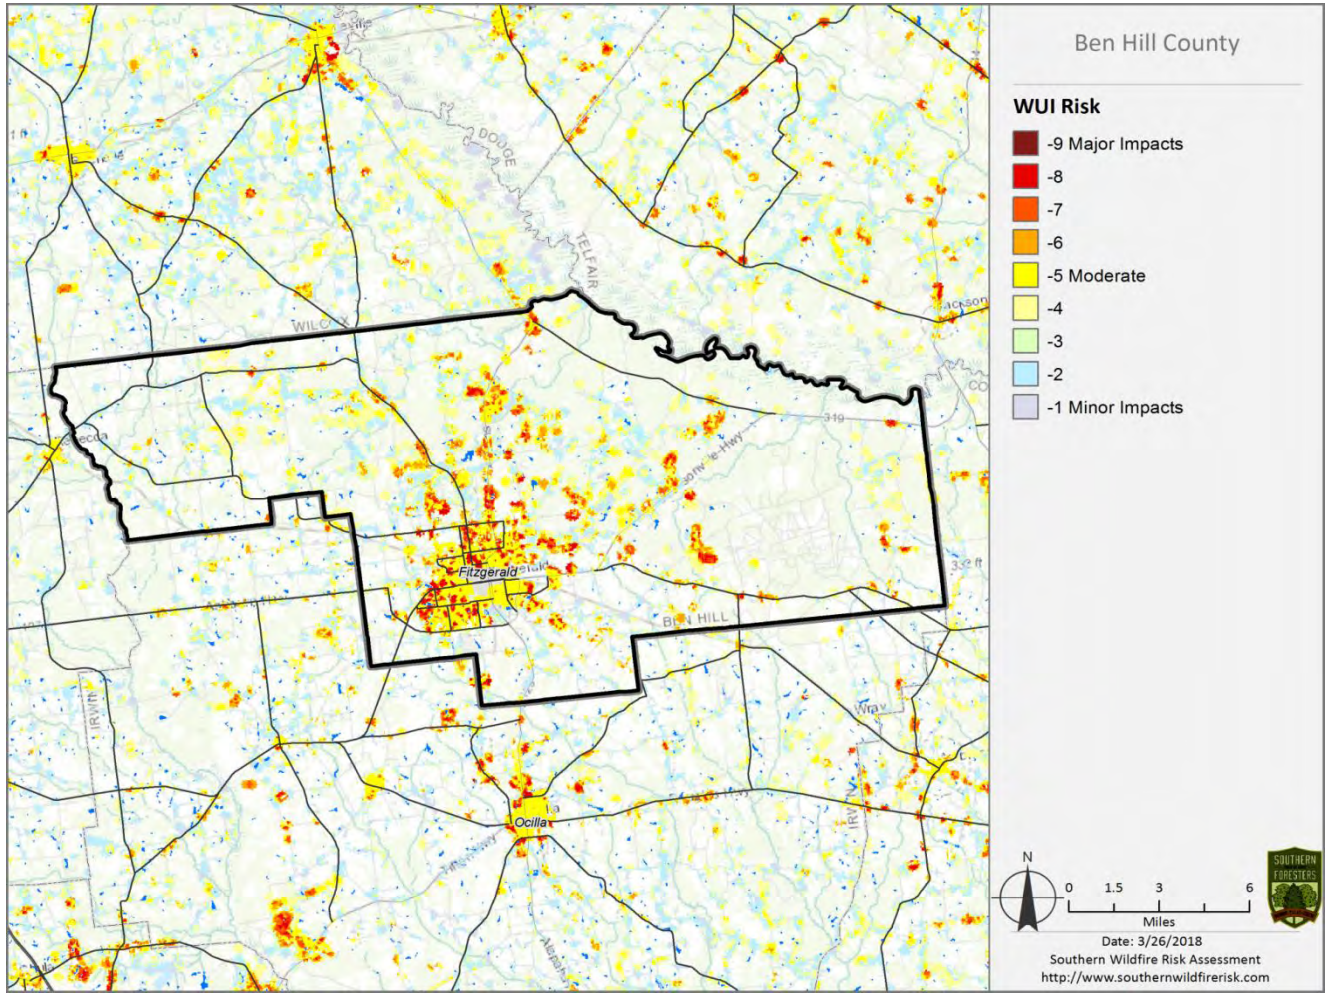 Ben Hill County
WUI Risk
-9 Major Impacts
-8
-7
-6
-5 Moderate
-4
-3
-2
-1 Minor Impacts
DODGE
TELFAIR
WILCOX
319
Fitzgerald
BEN HILL
IRWIN
Wray
IRWIN
Ocilla
N
0 1.5 3 6
Miles
Date: 3/26/2018
Southern Wildfire Risk Assessment
http://www.southernwildfirerisk.com
SOUTHERN
FORESTERS